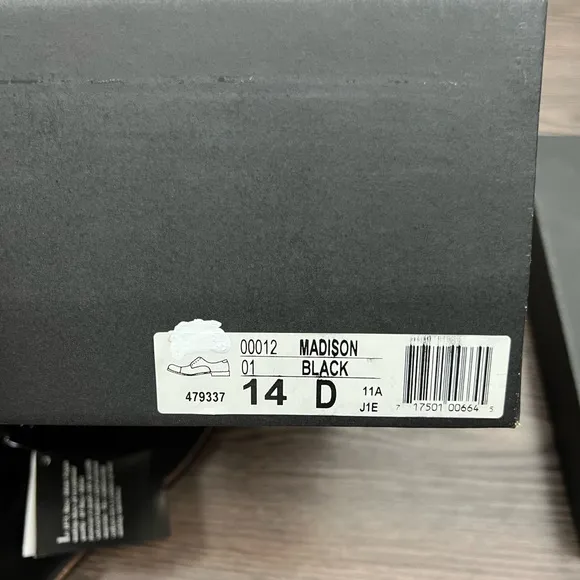 00012 MADISON
01 BLACK
479337 14 D 11A
J1E
7 17501 00664 5